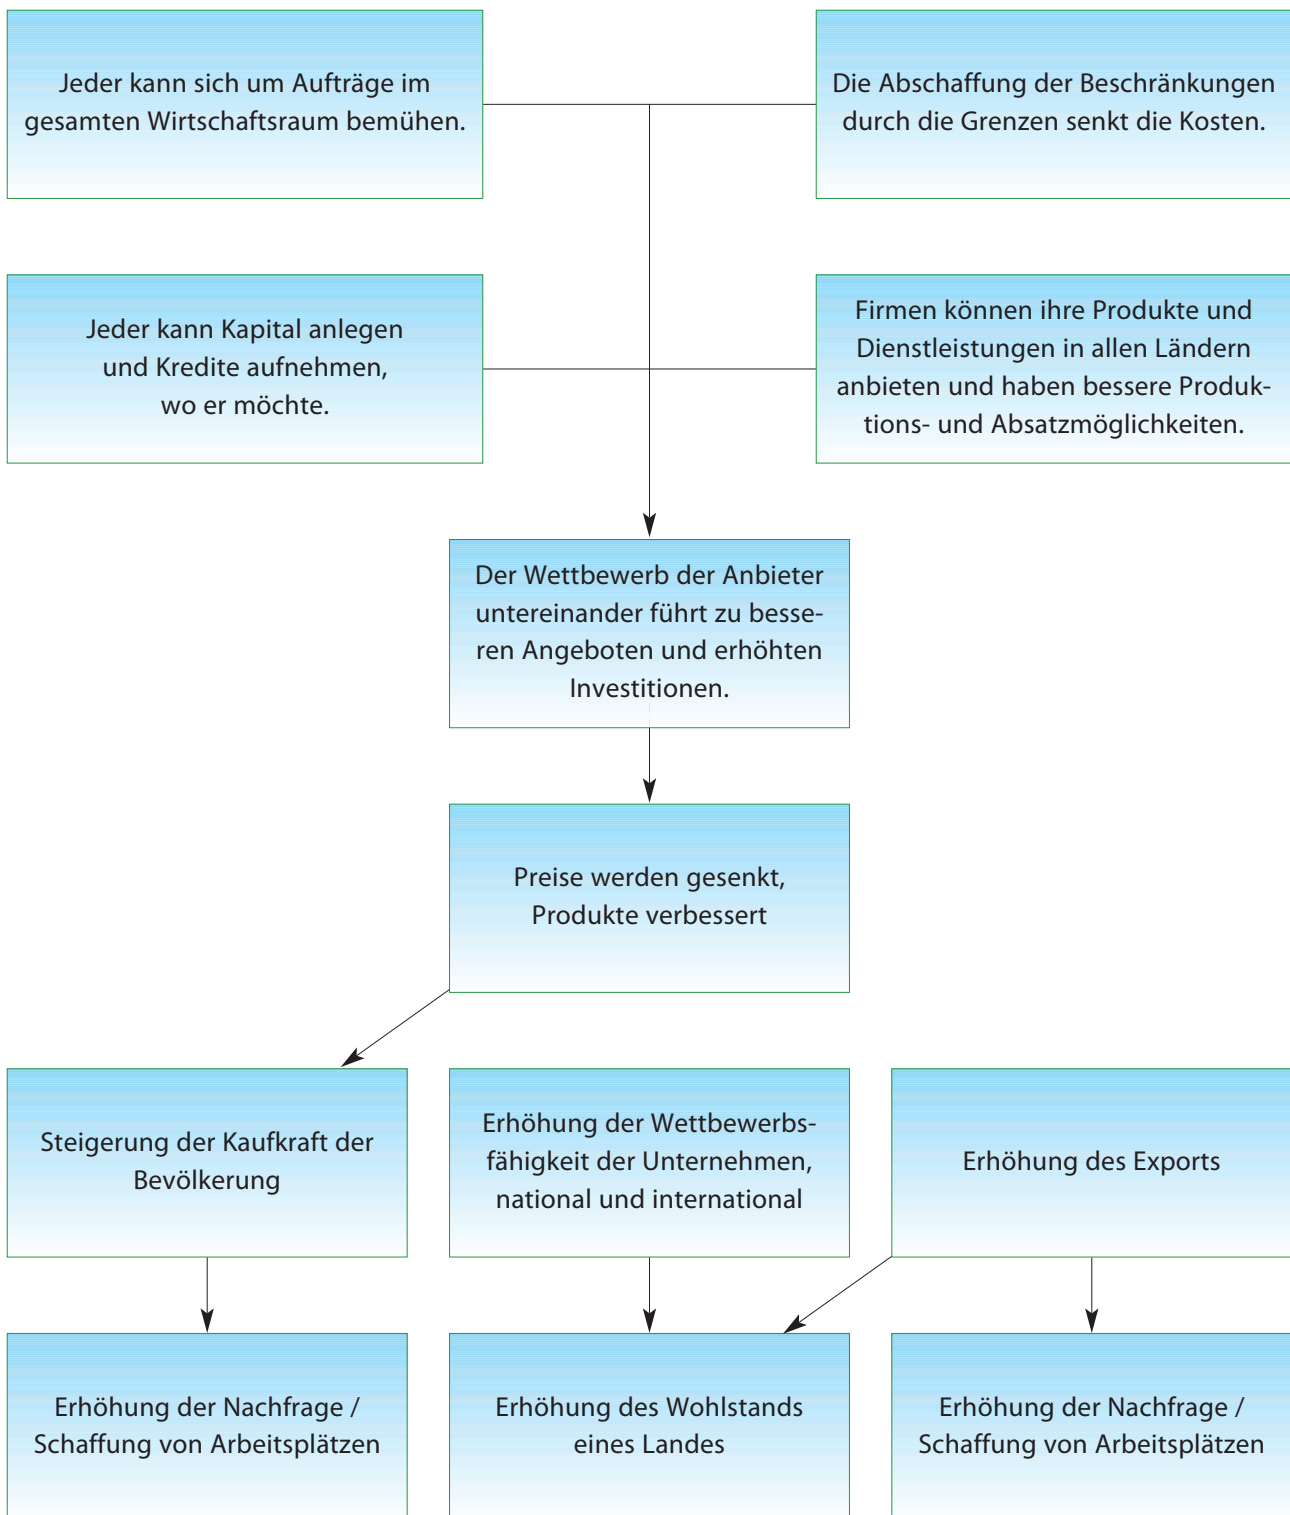 Jeder kann sich um Aufträge im
gesamten Wirtschaftsraum bemühen.
Die Abschaffung der Beschränkungen
durch die Grenzen senkt die Kosten.
Jeder kann Kapital anlegen
und Kredite aufnehmen,
wo er möchte.
Firmen können ihre Produkte und
Dienstleistungen in allen Ländern
anbieten und haben bessere Produk-
tions- und Absatzmöglichkeiten.
Der Wettbewerb der Anbieter
untereinander führt zu besse-
ren Angeboten und erhöhten
Investitionen.
Preise werden gesenkt,
Produkte verbessert
Steigerung der Kaufkraft der
Bevölkerung
Erhöhung der Wettbewerbs-
fähigkeit der Unternehmen,
national und international
Erhöhung des Exports
Erhöhung der Nachfrage /
Schaffung von Arbeitsplätzen
Erhöhung des Wohlstands
eines Landes
Erhöhung der Nachfrage /
Schaffung von Arbeitsplätzen